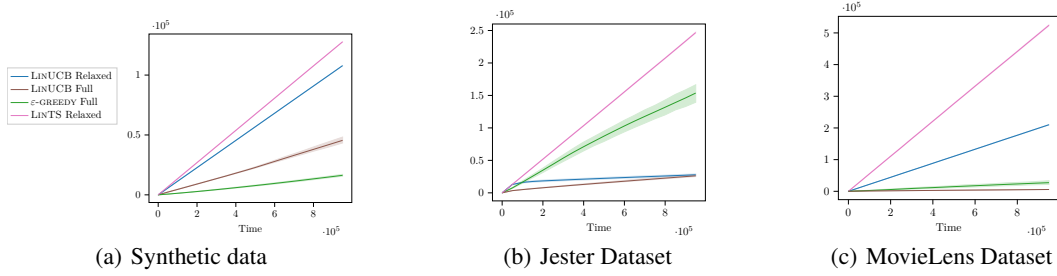 LINUCB Relaxed
LINUCB Full
ε-GREEDY Full
LINTS Relaxed
·10⁵
1
0.5
0
0 2 4 6 8
Time
·10⁵
(a) Synthetic data
·10⁵
2.5
2
1.5
1
0.5
0
0 2 4 6 8
Time
·10⁵
(b) Jester Dataset
·10⁵
5
4
3
2
1
0
0 2 4 6 8
Time
·10⁵
(c) MovieLens Dataset